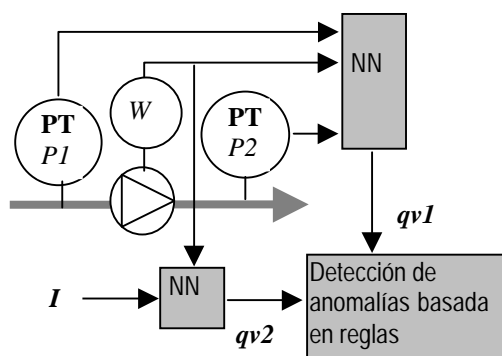 NN
PT
P1
W
PT
P2
qv1
I
NN
qv2
Detección de
anomalías basada
en reglas